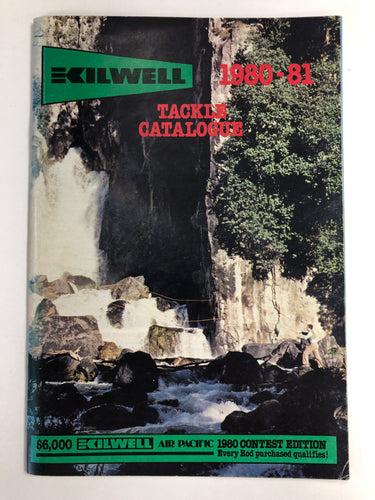 KILWELL 1980·81
TACKLE
CATALOGUE
$6,000 KILWELL AIR PACIFIC 1980 CONTEST EDITION
Every Rod purchased qualifies!